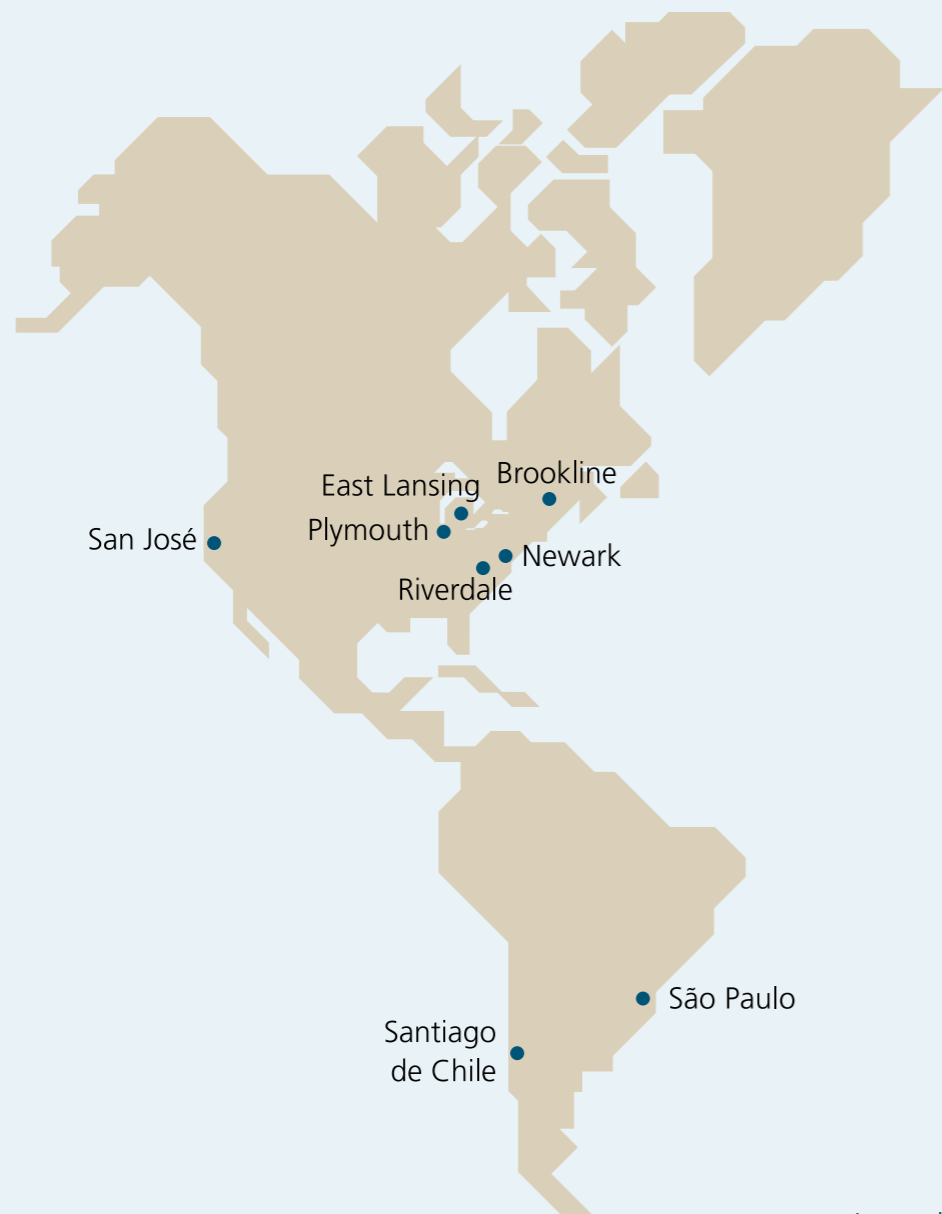 Brookline
East Lansing
Plymouth
San José
Newark
Riverdale
São Paulo
Santiago
de Chile